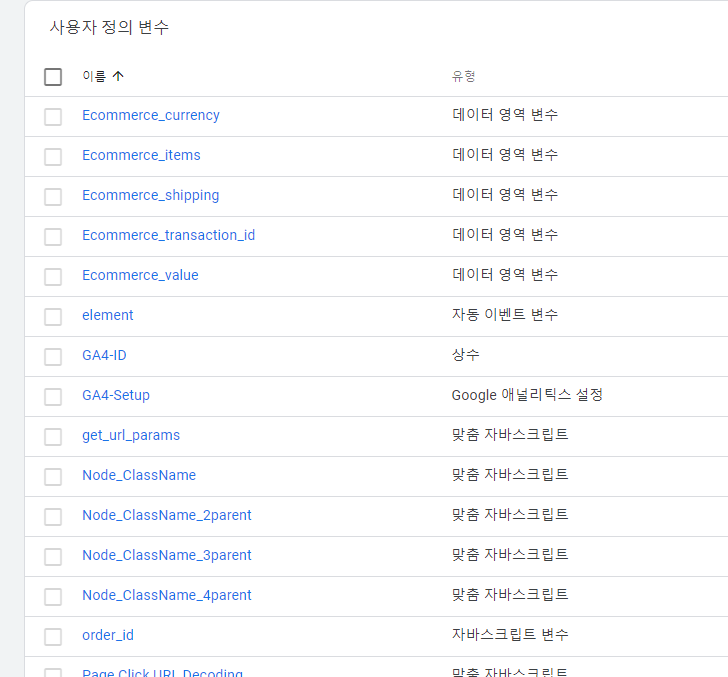 사용자 정의 변수
이름 ↑ 유형
Ecommerce_currency 데이터 영역 변수
Ecommerce_items 데이터 영역 변수
Ecommerce_shipping 데이터 영역 변수
Ecommerce_transaction_id 데이터 영역 변수
Ecommerce_value 데이터 영역 변수
element 자동 이벤트 변수
GA4-ID 상수
GA4-Setup Google 애널리틱스 설정
get_url_params 맞춤 자바스크립트
Node_ClassName 맞춤 자바스크립트
Node_ClassName_2parent 맞춤 자바스크립트
Node_ClassName_3parent 맞춤 자바스크립트
Node_ClassName_4parent 맞춤 자바스크립트
order_id 자바스크립트 변수
Page Click URL Decoding 맞춤 자바스크립트